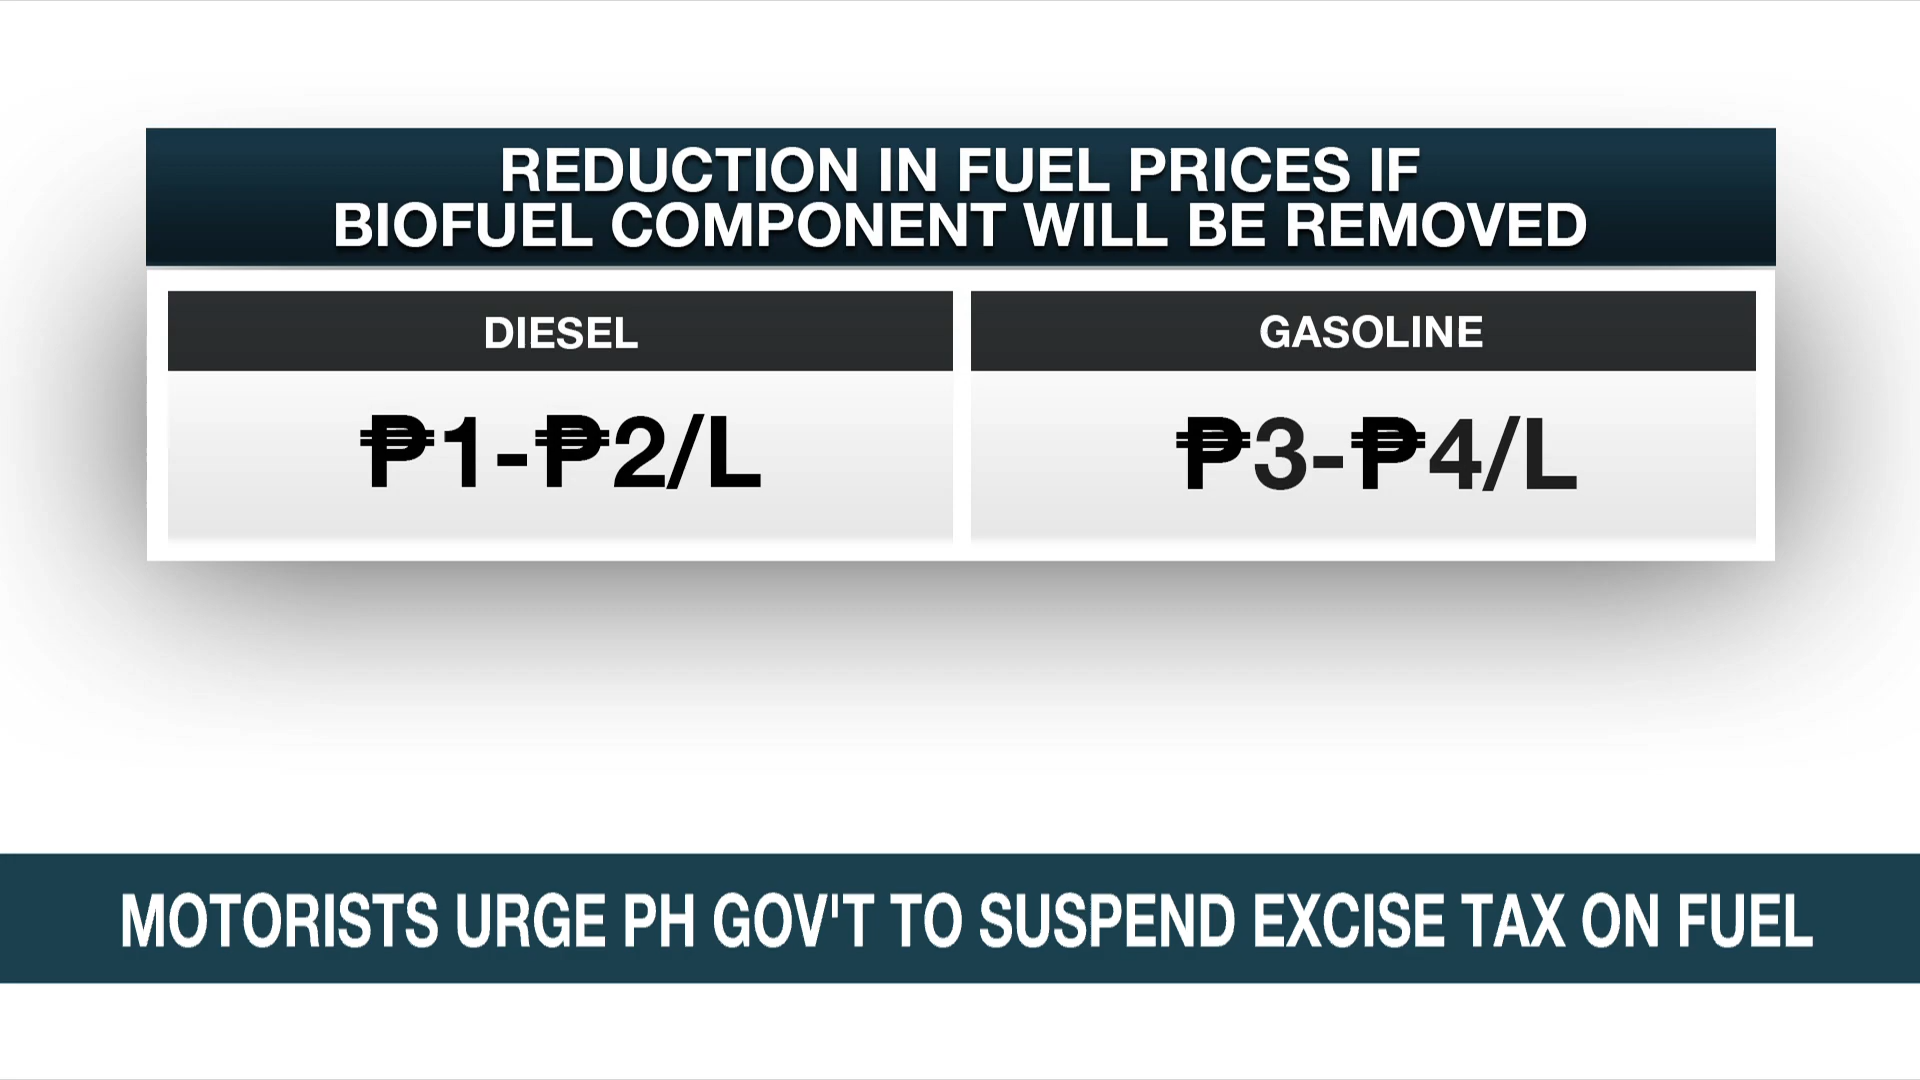 REDUCTION IN FUEL PRICES IF
BIOFUEL COMPONENT WILL BE REMOVED
DIESEL
GASOLINE
₱1-₱2/L
₱3-₱4/L
MOTORISTS URGE PH GOV'T TO SUSPEND EXCISE TAX ON FUEL